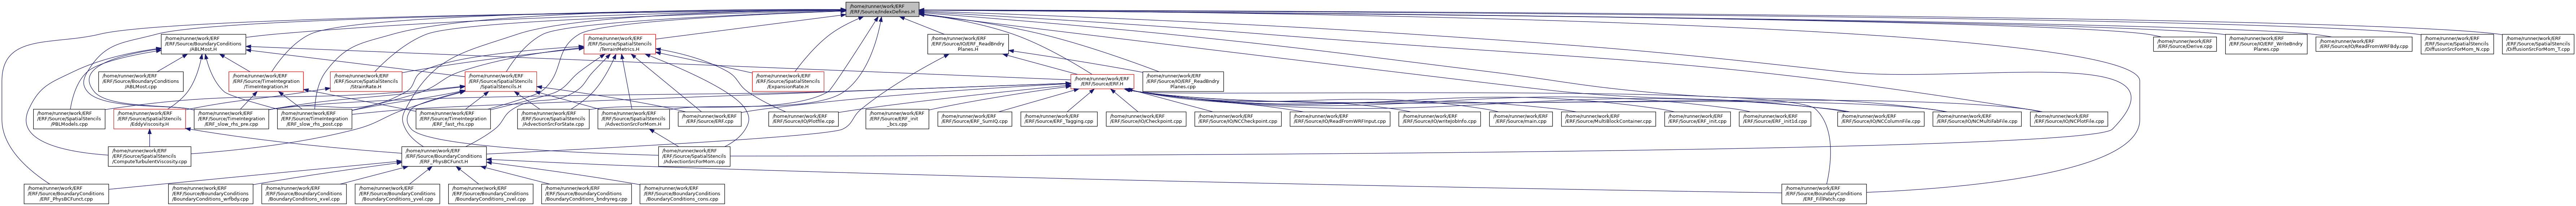 /home/runner/work/ERF
/ERF/Source/IndexDefines.H
/home/runner/work/ERF
/ERF/Source/BoundaryConditions
/ABLMost.H
/home/runner/work/ERF
/ERF/Source/SpatialStencils
/TerrainMetrics.H
/home/runner/work/ERF
/ERF/Source/IO/ERF_ReadBndry
Planes.H
/home/runner/work/ERF
/ERF/Source/Derive.cpp
/home/runner/work/ERF
/ERF/Source/IO/ERF_WriteBndry
Planes.cpp
/home/runner/work/ERF
/ERF/Source/IO/ReadFromWRFBdy.cpp
/home/runner/work/ERF
/ERF/Source/SpatialStencils
/DiffusionSrcForMom_N.cpp
/home/runner/work/ERF
/ERF/Source/SpatialStencils
/DiffusionSrcForMom_T.cpp
/home/runner/work/ERF
/ERF/Source/BoundaryConditions
/ABLMost.cpp
/home/runner/work/ERF
/ERF/Source/TimeIntegration
/TimeIntegration.H
/home/runner/work/ERF
/ERF/Source/SpatialStencils
/StrainRate.H
/home/runner/work/ERF
/ERF/Source/SpatialStencils
/SpatialStencils.H
/home/runner/work/ERF
/ERF/Source/SpatialStencils
/ExpansionRate.H
/home/runner/work/ERF
/ERF/Source/ERF.H
/home/runner/work/ERF
/ERF/Source/IO/ERF_ReadBndry
Planes.cpp
/home/runner/work/ERF
/ERF/Source/SpatialStencils
/PBLModels.cpp
/home/runner/work/ERF
/ERF/Source/SpatialStencils
/EddyViscosity.H
/home/runner/work/ERF
/ERF/Source/TimeIntegration
/ERF_slow_rhs_pre.cpp
/home/runner/work/ERF
/ERF/Source/TimeIntegration
/ERF_slow_rhs_post.cpp
/home/runner/work/ERF
/ERF/Source/TimeIntegration
/ERF_fast_rhs.cpp
/home/runner/work/ERF
/ERF/Source/SpatialStencils
/AdvectionSrcForState.cpp
/home/runner/work/ERF
/ERF/Source/SpatialStencils
/AdvectionSrcForMom.H
/home/runner/work/ERF
/ERF/Source/ERF.cpp
/home/runner/work/ERF
/ERF/Source/IO/Plotfile.cpp
/home/runner/work/ERF
/ERF/Source/ERF_init
_bcs.cpp
/home/runner/work/ERF
/ERF/Source/ERF_SumIQ.cpp
/home/runner/work/ERF
/ERF/Source/ERF_Tagging.cpp
/home/runner/work/ERF
/ERF/Source/IO/Checkpoint.cpp
/home/runner/work/ERF
/ERF/Source/IO/NCCheckpoint.cpp
/home/runner/work/ERF
/ERF/Source/IO/ReadFromWRFInput.cpp
/home/runner/work/ERF
/ERF/Source/IO/writeJobInfo.cpp
/home/runner/work/ERF
/ERF/Source/main.cpp
/home/runner/work/ERF
/ERF/Source/MultiBlockContainer.cpp
/home/runner/work/ERF
/ERF/Source/ERF_init.cpp
/home/runner/work/ERF
/ERF/Source/ERF_init1d.cpp
/home/runner/work/ERF
/ERF/Source/IO/NCColumnFile.cpp
/home/runner/work/ERF
/ERF/Source/IO/NCMultiFabFile.cpp
/home/runner/work/ERF
/ERF/Source/IO/NCPlotFile.cpp
/home/runner/work/ERF
/ERF/Source/SpatialStencils
/ComputeTurbulentViscosity.cpp
/home/runner/work/ERF
/ERF/Source/BoundaryConditions
/ERF_PhysBCFunct.H
/home/runner/work/ERF
/ERF/Source/SpatialStencils
/AdvectionSrcForMom.cpp
/home/runner/work/ERF
/ERF/Source/BoundaryConditions
/ERF_PhysBCFunct.cpp
/home/runner/work/ERF
/ERF/Source/BoundaryConditions
/BoundaryConditions_wrfbdy.cpp
/home/runner/work/ERF
/ERF/Source/BoundaryConditions
/BoundaryConditions_xvel.cpp
/home/runner/work/ERF
/ERF/Source/BoundaryConditions
/BoundaryConditions_yvel.cpp
/home/runner/work/ERF
/ERF/Source/BoundaryConditions
/BoundaryConditions_zvel.cpp
/home/runner/work/ERF
/ERF/Source/BoundaryConditions
/BoundaryConditions_bndryreg.cpp
/home/runner/work/ERF
/ERF/Source/BoundaryConditions
/BoundaryConditions_cons.cpp
/home/runner/work/ERF
/ERF/Source/BoundaryConditions
/ERF_FillPatch.cpp